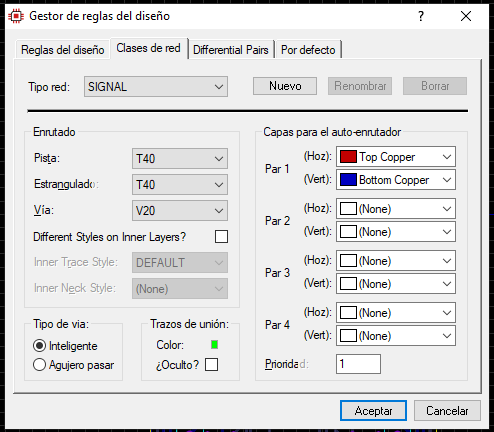 Gestor de reglas del diseño
Reglas del diseño Clases de red Differential Pairs Por defecto
Tipo red: SIGNAL Nuevo Renombrar Borrar
Enrutado
Pista: T40
Estrangulado: T40
Vía: V20
Different Styles on Inner Layers?
Inner Trace Style: DEFAULT
Inner Neck Style: (None)
Tipo de via:
Inteligente
Agujero pasar
Trazos de unión:
Color:
¿Oculto?
Capas para el auto-enrutador
Par 1 (Hoz): Top Copper
(Vert): Bottom Copper
Par 2 (Hoz): (None)
(Vert): (None)
Par 3 (Hoz): (None)
(Vert): (None)
Par 4 (Hoz): (None)
(Vert): (None)
Prioridad: 1
Aceptar Cancelar